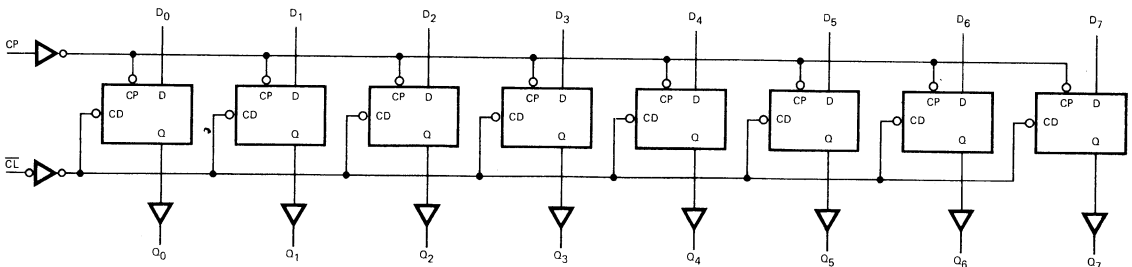 D0 D1 D2 D3 D4 D5 D6 D7
CP
CP D CP D CP D CP D CP D CP D CP D CP D
CD CD CD CD CD CD CD CD
Q Q Q Q Q Q Q Q
C̅L̅
Q0 Q1 Q2 Q3 Q4 Q5 Q6 Q7